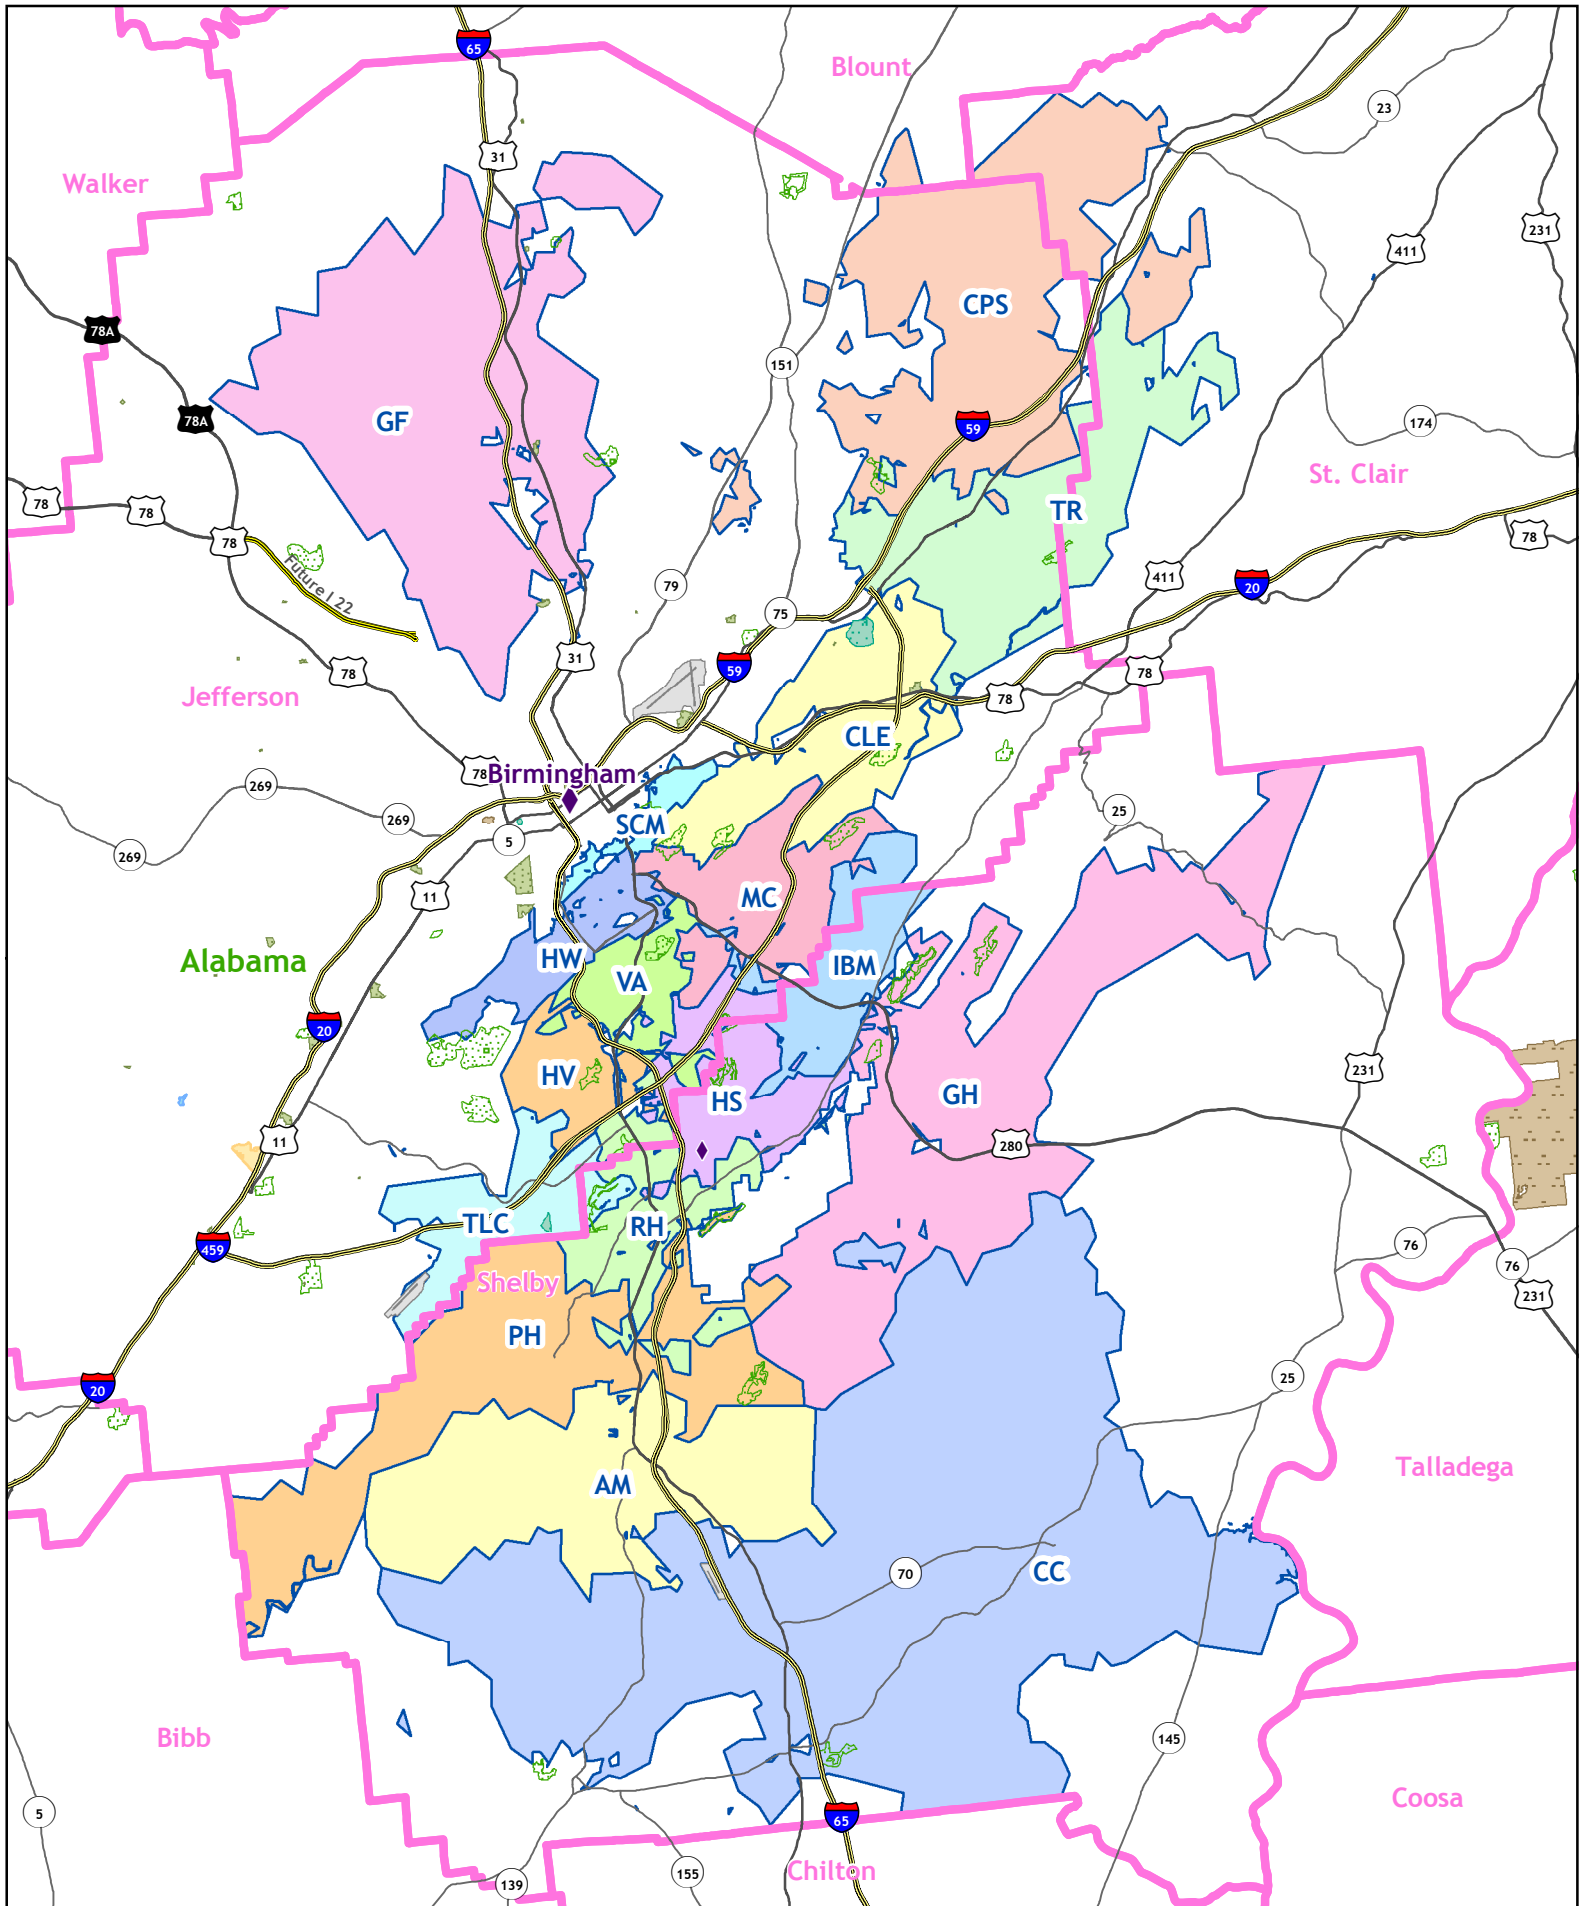 65
Blount
23
31
Walker
231
411
CPS
78A
151
78A
GF
59
174
St. Clair
78
78
TR
78
78
Future I 22
411
20
79
75
31
59
78
78
78
Jefferson
CLE
78
Birmingham
269
25
269
SCM
5
269
11
MC
Alabama
HW
IBM
VA
20
231
HV
GH
HS
11
280
TLC
RH
76
459
76
Shelby
231
PH
25
20
Talladega
AM
CC
70
Bibb
145
Coosa
5
65
Chilton
155
139